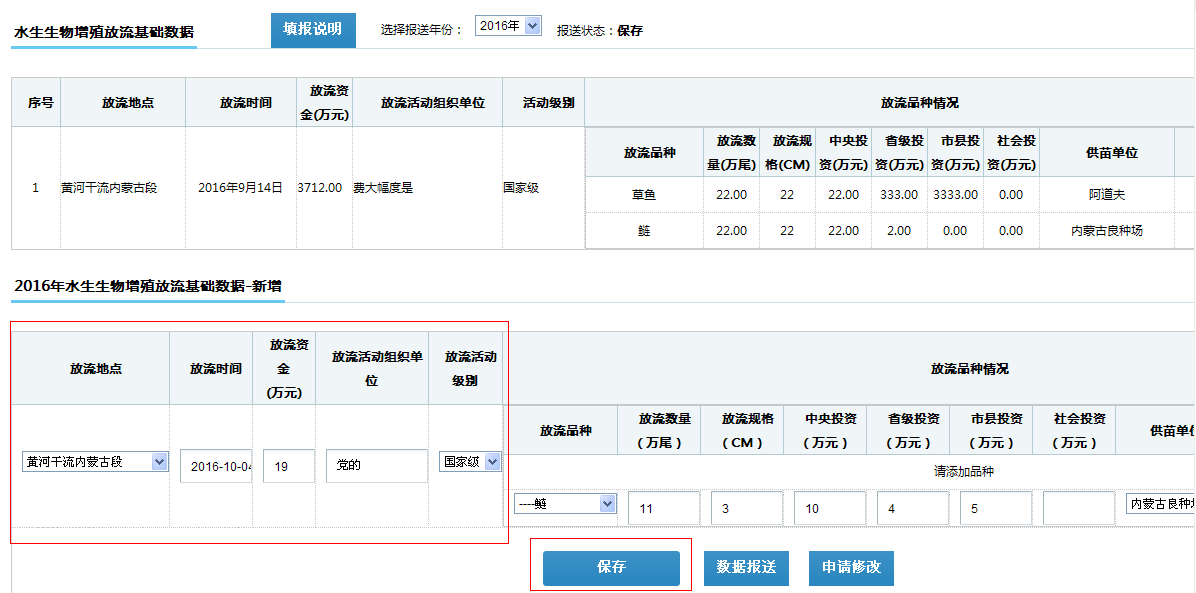 水生生物增殖放流基础数据 填报说明 选择报送年份： 2016年 报送状态：保存
序号 放流地点 放流时间 放流资金(万元) 放流活动组织单位 活动级别 放流品种情况
放流品种 放流数量(万尾) 放流规格(CM) 中央投资(万元) 省级投资(万元) 市县投资(万元) 社会投资(万元) 供苗单位
1 黄河干流内蒙古段 2016年9月14日 3712.00 费大幅度是 国家级
草鱼 22.00 22 22.00 333.00 3333.00 0.00 阿道夫
鲢 22.00 22 22.00 2.00 0.00 0.00 内蒙古良种场
2016年水生生物增殖放流基础数据-新增
放流地点 放流时间 放流资金(万元) 放流活动组织单位 放流活动级别 放流品种情况
放流品种 放流数量（万尾） 放流规格（CM） 中央投资（万元） 省级投资（万元） 市县投资（万元） 社会投资（万元） 供苗单位
请添加品种
黄河干流内蒙古段 2016-10-04 19 党的 国家级
----鲢 11 3 10 4 5 内蒙古良种场
保存 数据报送 申请修改